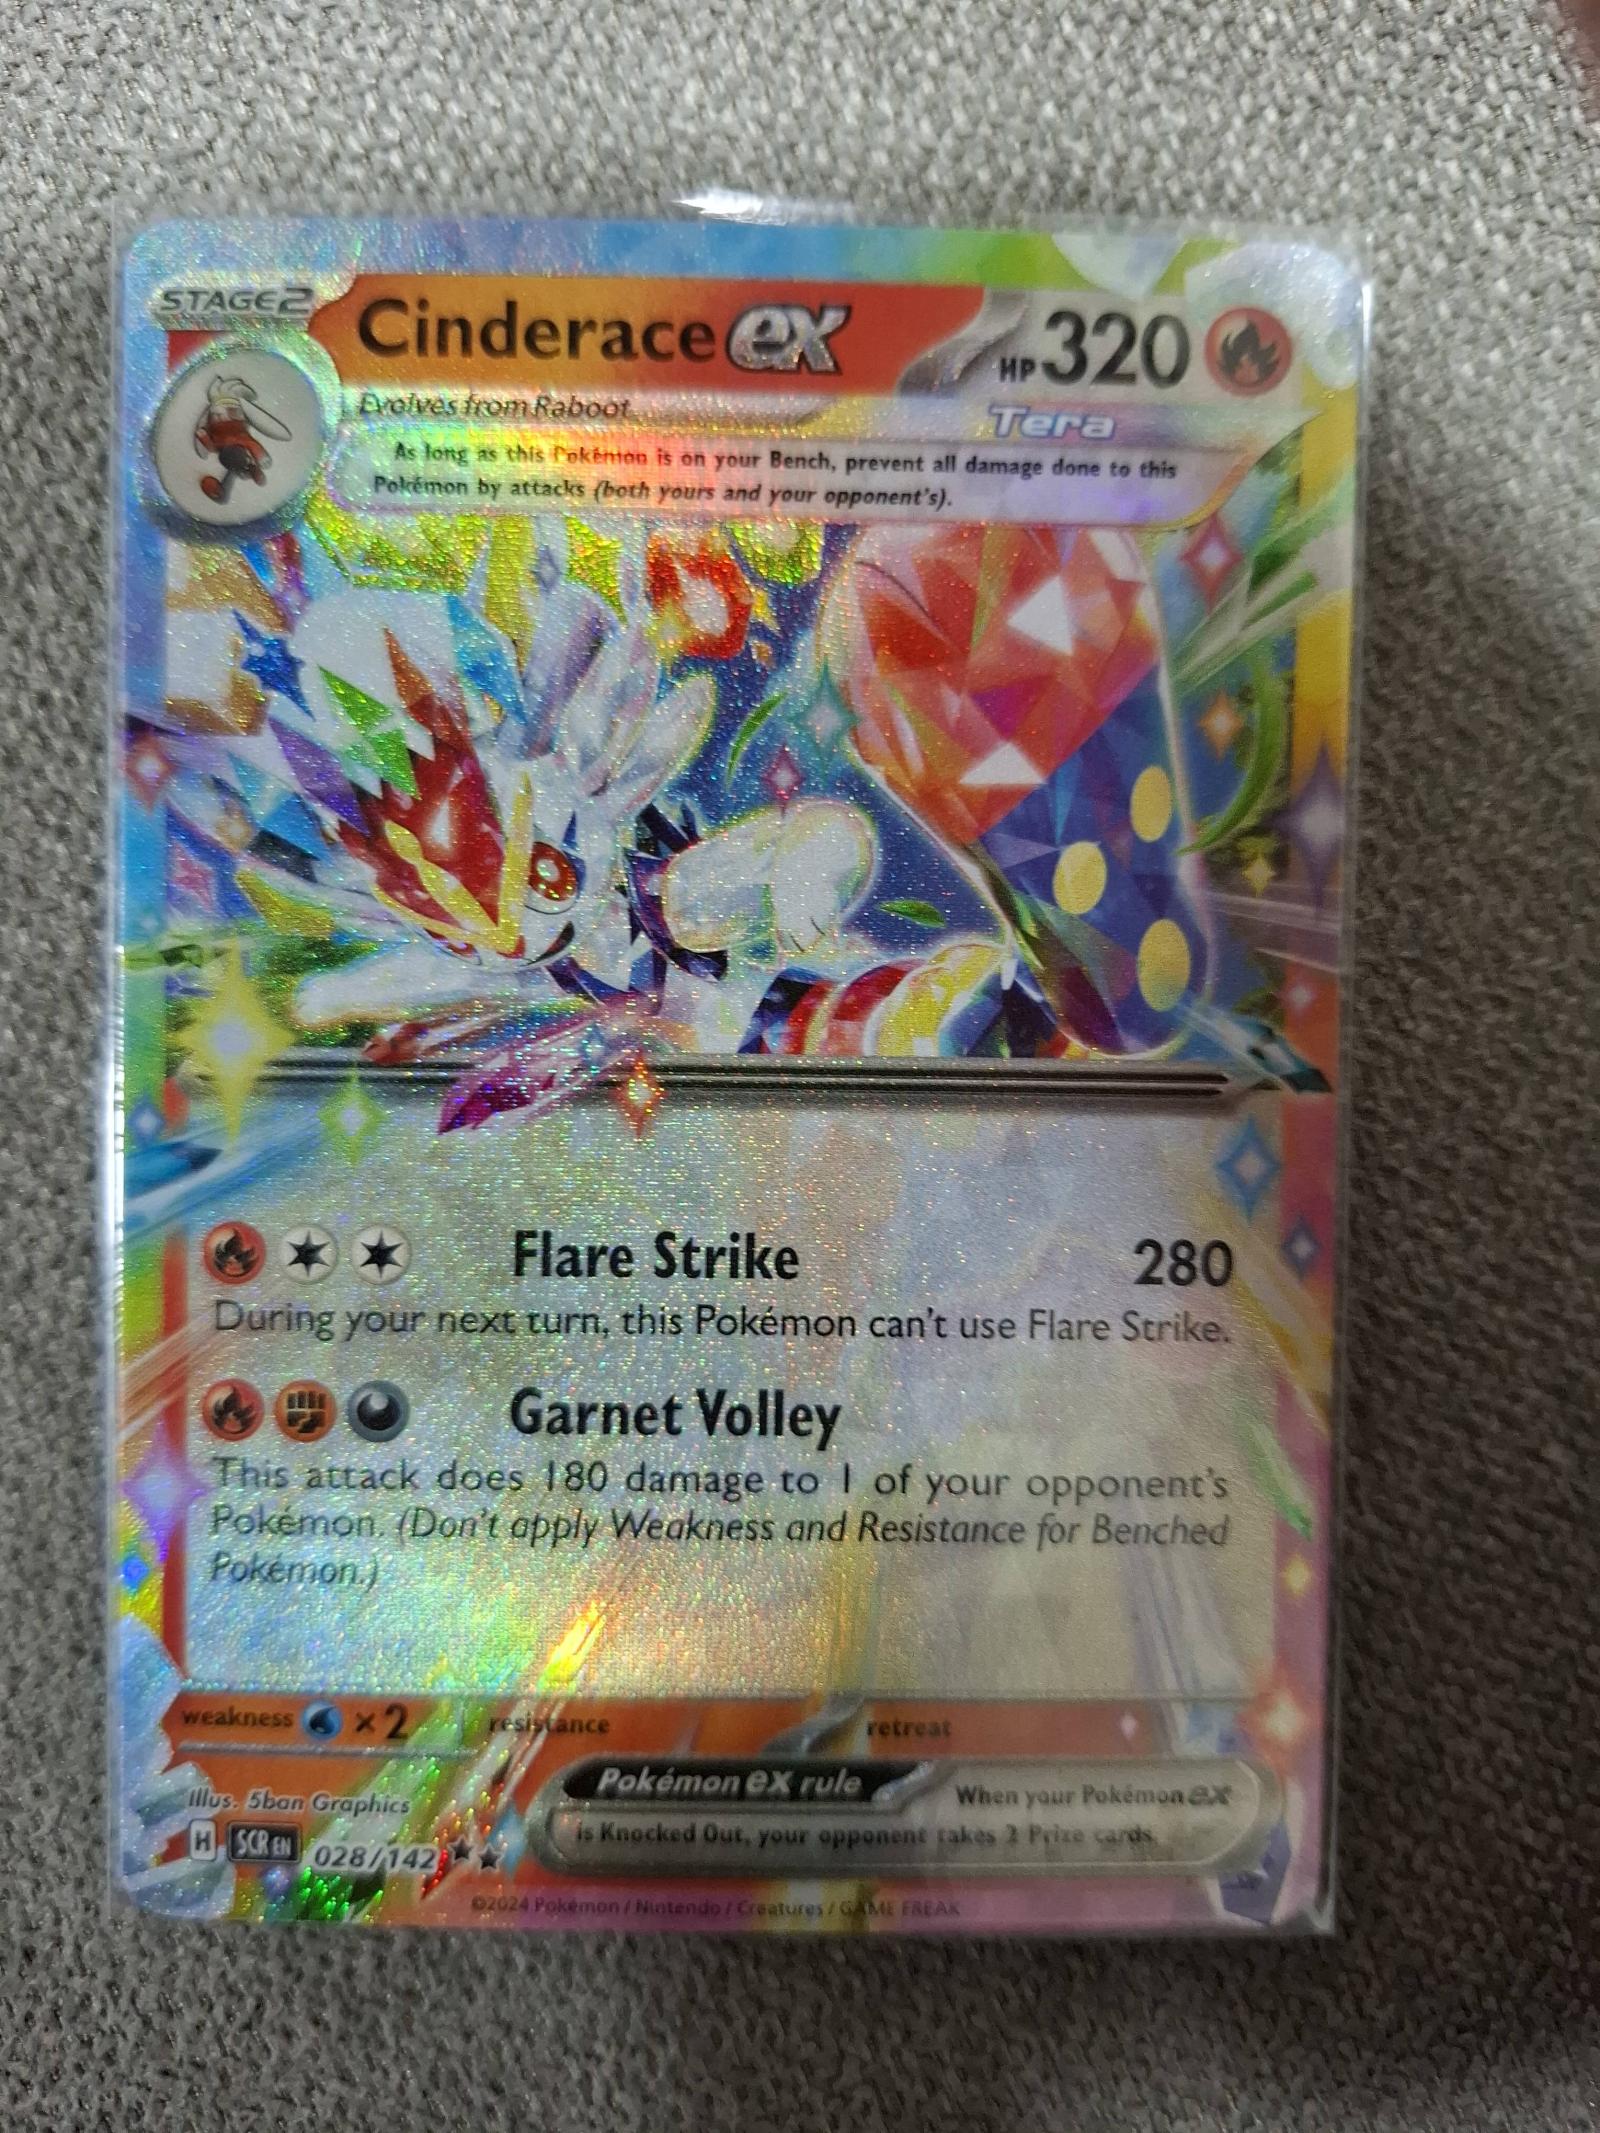 STAGE2
Cinderace ex
HP 320
Evolves from Raboot
Tera
As long as this Pokémon is on your Bench, prevent all damage done to this
Pokémon by attacks (both yours and your opponent's).
Flare Strike 280
During your next turn, this Pokémon can't use Flare Strike.
Garnet Volley
This attack does 180 damage to 1 of your opponent's
Pokémon. (Don't apply Weakness and Resistance for Benched
Pokémon.)
weakness ×2 resistance retreat
Illus. 5ban Graphics
Pokémon ex rule When your Pokémon ex
is Knocked Out, your opponent takes 2 Prize cards.
H SCR EN 028/142 ★★
©2024 Pokémon / Nintendo / Creatures / GAME FREAK